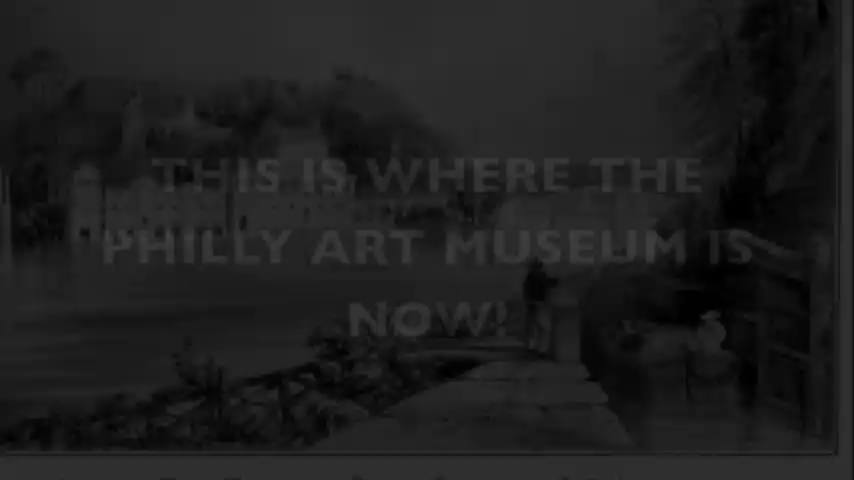 THIS IS WHERE THE
PHILLY ART MUSEUM IS
NOW!